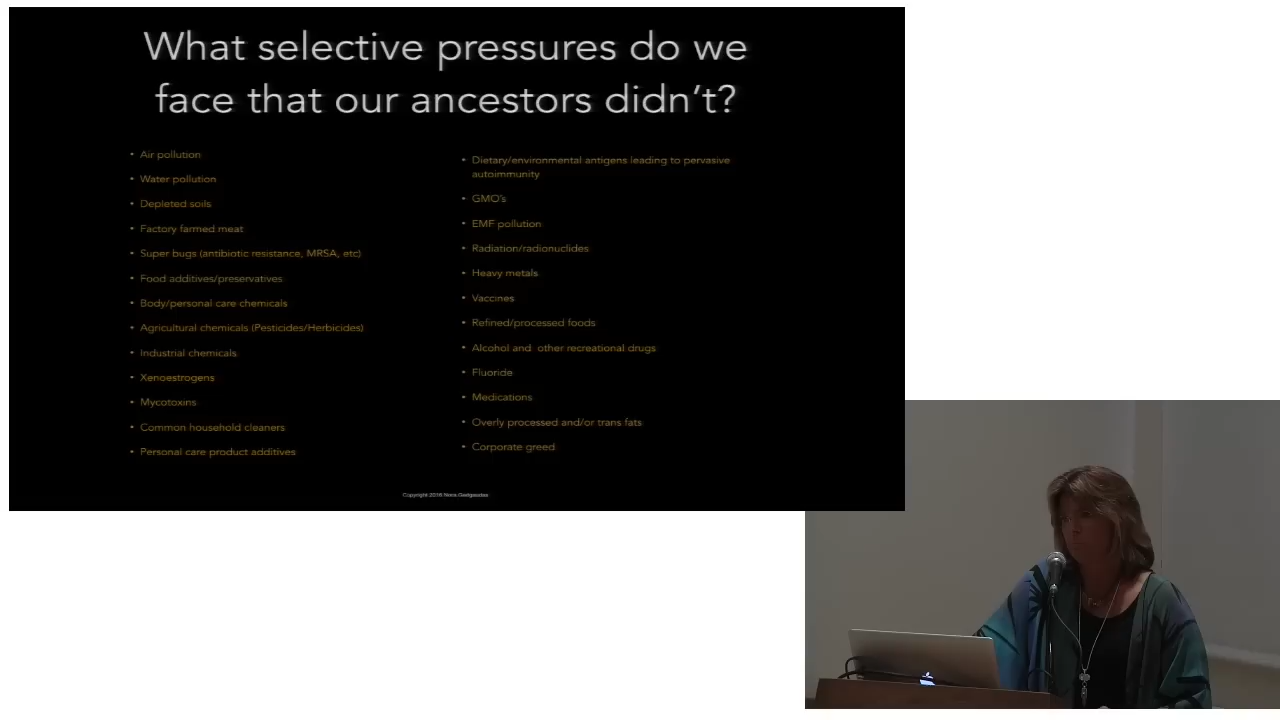 What selective pressures do we
face that our ancestors didn't?
• Air pollution
• Water pollution
• Depleted soils
• Factory farmed meat
• Super bugs (antibiotic resistance, MRSA, etc)
• Food additives/preservatives
• Body/personal care chemicals
• Agricultural chemicals (Pesticides/Herbicides)
• Industrial chemicals
• Xenoestrogens
• Mycotoxins
• Common household cleaners
• Personal care product additives
• Dietary/environmental antigens leading to pervasive
autoimmunity
• GMO's
• EMF pollution
• Radiation/radionuclides
• Heavy metals
• Vaccines
• Refined/processed foods
• Alcohol and other recreational drugs
• Fluoride
• Medications
• Overly processed and/or trans fats
• Corporate greed
Copyright 2016 Nora Gedgaudas